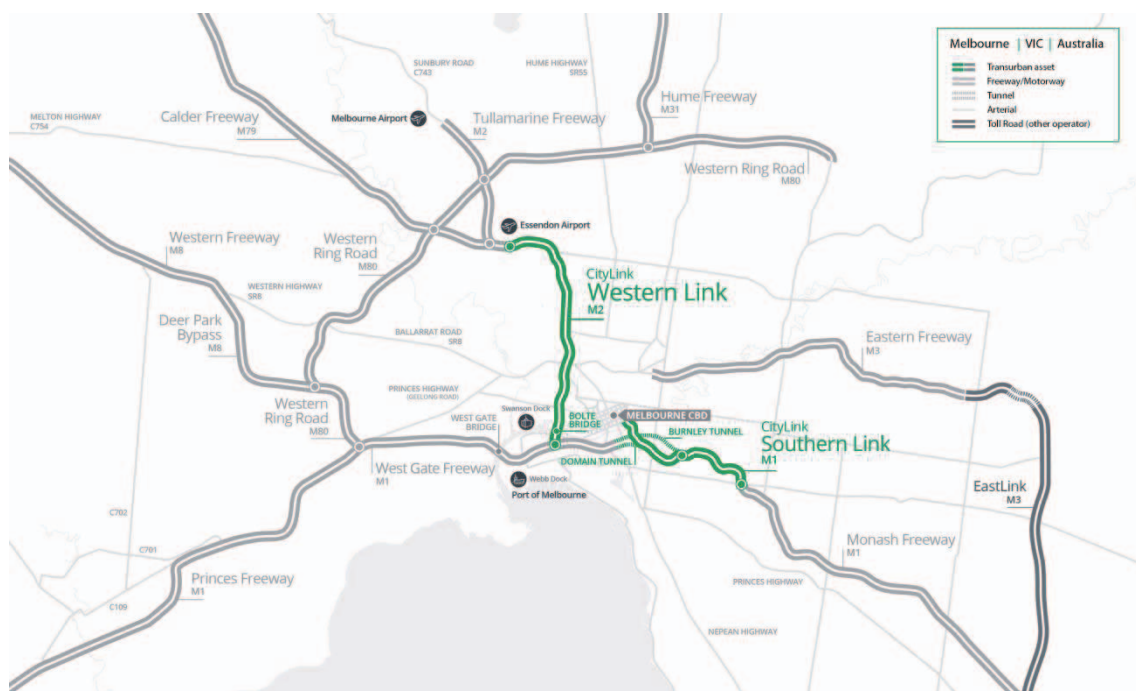 Melbourne | VIC | Australia
Transurban asset
Freeway/Motorway
Tunnel
Arterial
Toll Road (other operator)
SUNBURY ROAD
C743
HUME HIGHWAY
SR55
Hume Freeway
M31
MELTON HIGHWAY
C754
Calder Freeway
M79
Melbourne Airport
Tullamarine Freeway
M2
Western Ring Road
M80
Essendon Airport
Western Freeway
M8
Western
Ring Road
M80
CityLink
Western Link
M2
WESTERN HIGHWAY
SR8
Deer Park
Bypass
M8
BALLARRAT ROAD
SR8
Eastern Freeway
M3
PRINCES HIGHWAY
(GEELONG ROAD)
Western
Ring Road
M80
WEST GATE
BRIDGE
Swanson Dock
BOLTE
BRIDGE
MELBOURNE CBD
BURNLEY TUNNEL
CityLink
Southern Link
M1
DOMAIN TUNNEL
West Gate Freeway
M1
Webb Dock
Port of Melbourne
EastLink
M3
C702
C701
Monash Freeway
M1
Princes Freeway
M1
PRINCES HIGHWAY
C109
NEPEAN HIGHWAY